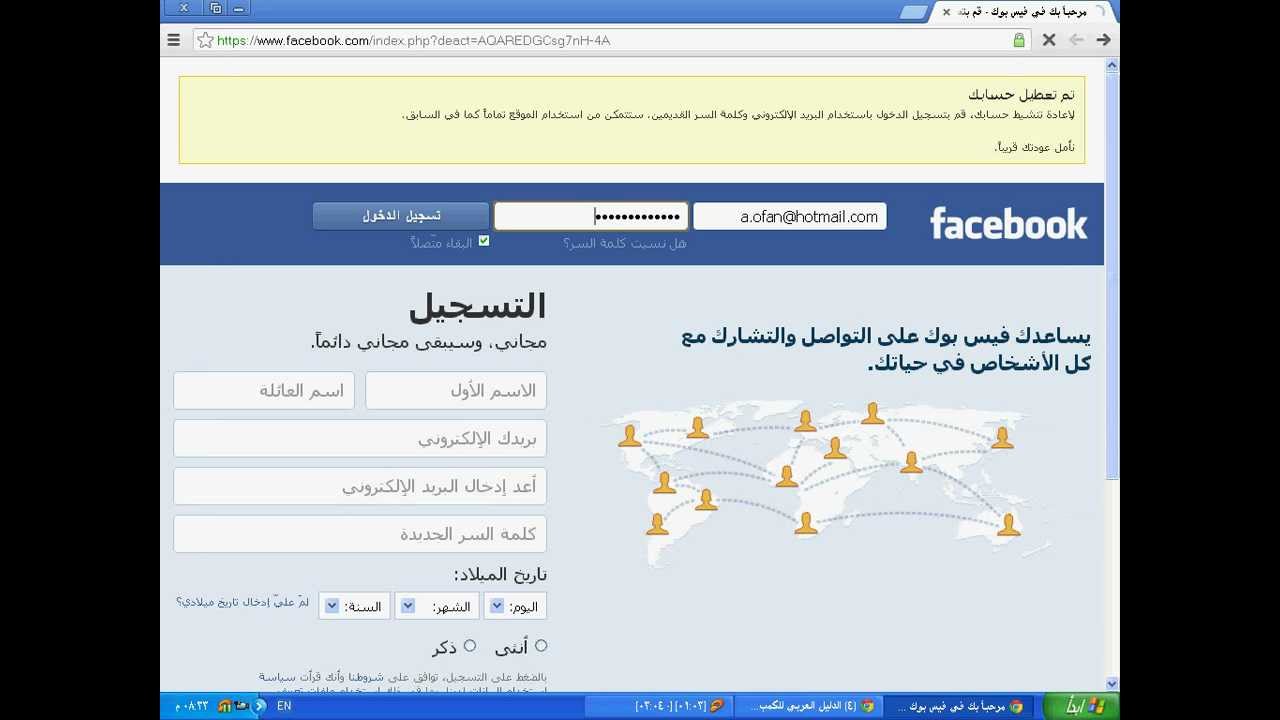 مرحباً بك في فيس بوك - قم بتـ
https://www.facebook.com/index.php?deact=AQAREDGCsg7nH-4A
تم تعطيل حسابك
لإعادة تنشيط حسابك، قم بتسجيل الدخول باستخدام البريد الإلكتروني وكلمة السر القديمين. ستتمكن من استخدام الموقع تماماً كما في السابق.
نأمل عودتك قريباً.
facebook
a.ofan@hotmail.com
•••••••••••••
تسجيل الدخول
هل نسيت كلمة السر؟
البقاء متّصلاً
يساعدك فيس بوك على التواصل والتشارك مع
كل الأشخاص في حياتك.
التسجيل
مجاني، وسيبقى مجاني دائماً.
الاسم الأول
اسم العائلة
بريدك الإلكتروني
أعد إدخال البريد الإلكتروني
كلمة السر الجديدة
تاريخ الميلاد:
اليوم:
الشهر:
السنة:
لمَ عليّ إدخال تاريخ ميلادي؟
أنثى
ذكر
بالضغط على التسجيل، توافق على شروطنا وأنك قرأت سياسة
ابدأ
مرحباً بك في فيس بوك ...
(٤) الدليل العربي للكمب...
[٠١:٠٣] [٠٢:٠٤٠]
EN
٠٨:٣٣ م